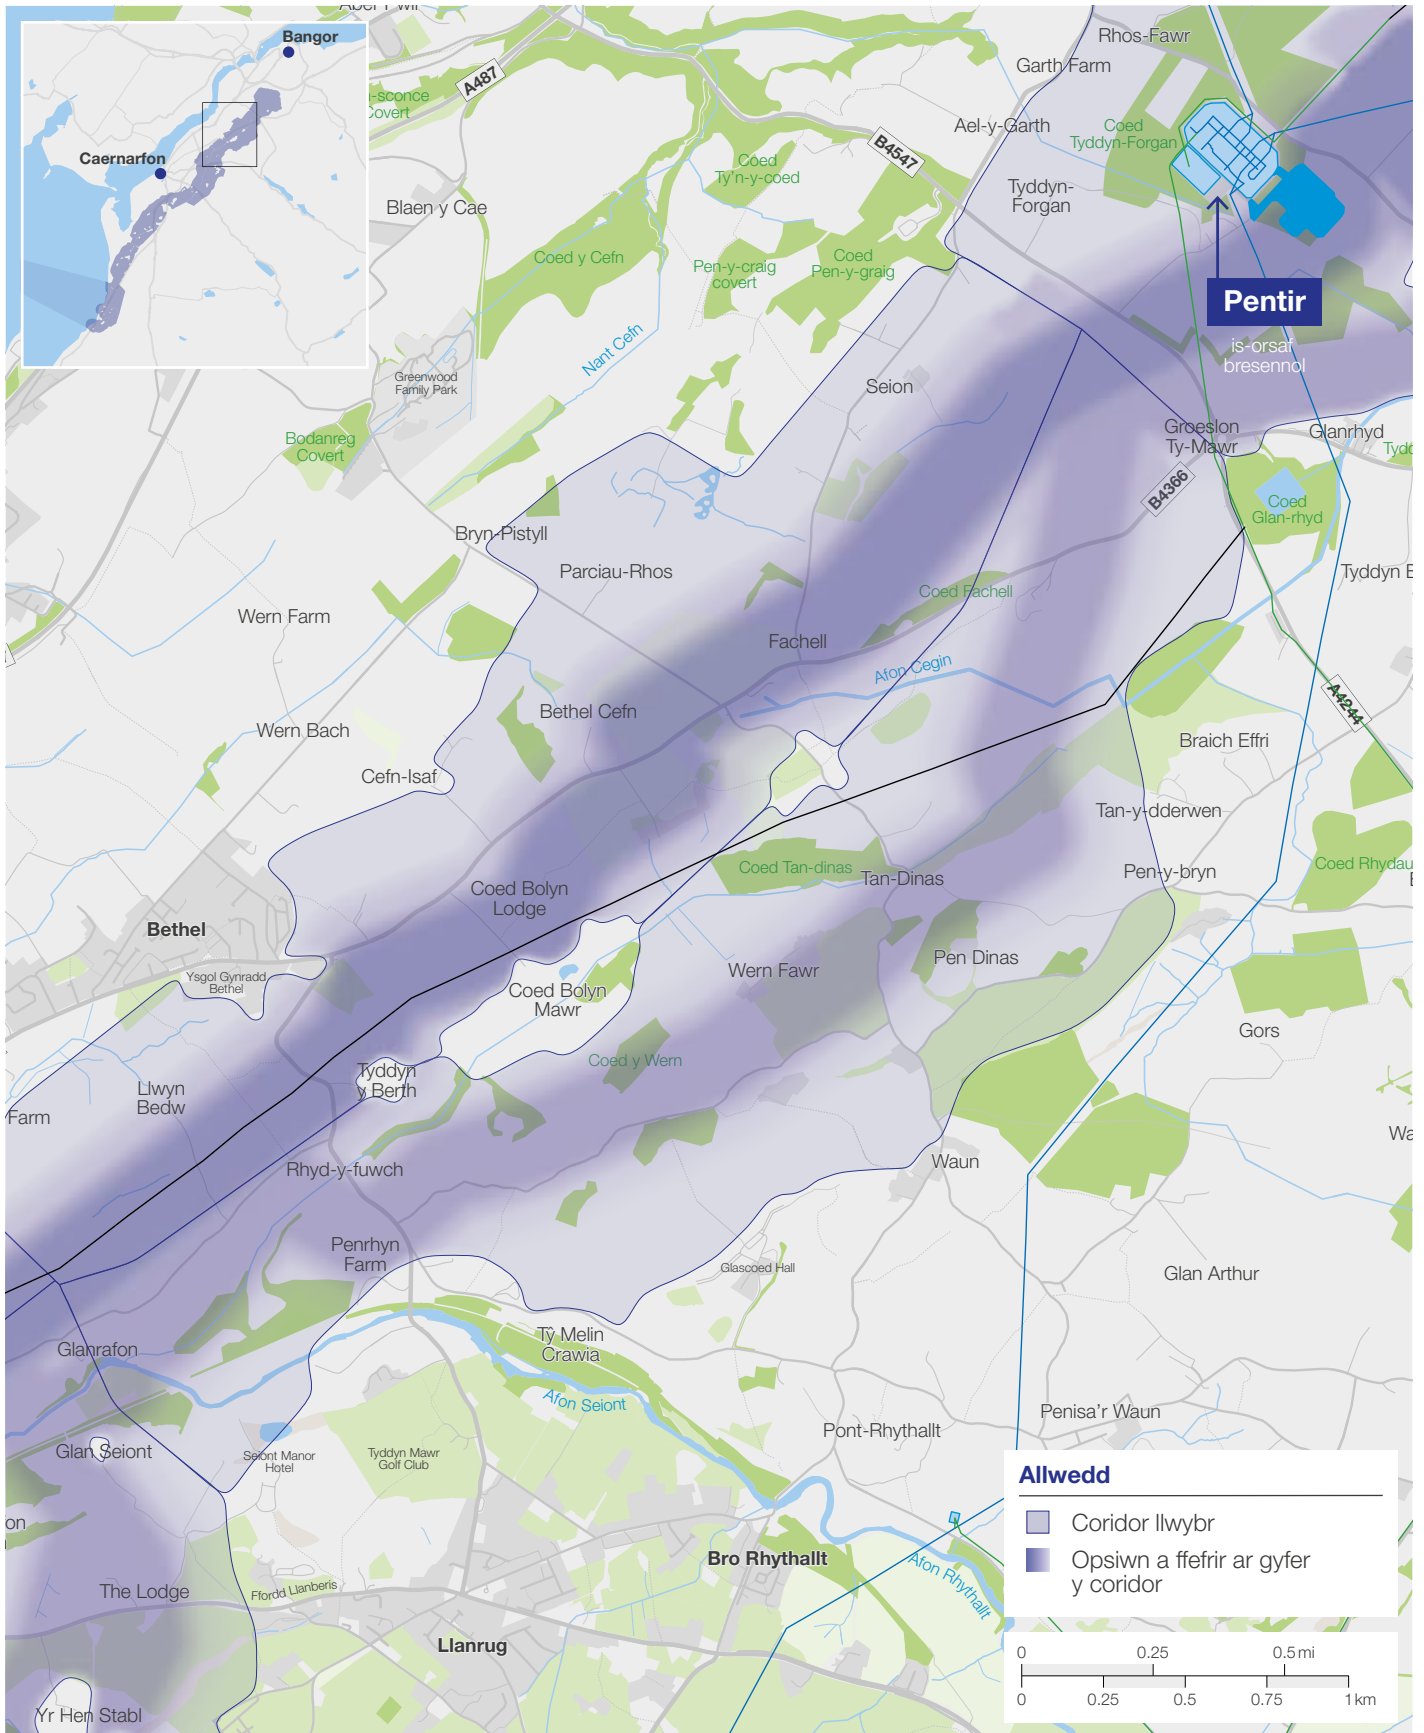 Bangor
Caernarfon
A487
Rhos-Fawr
Garth Farm
Ael-y-Garth
Coed
Tyddyn-Forgan
B4547
Coed
Ty'n-y-coed
Tyddyn-
Forgan
Blaen y Cae
Coed y Cefn
Pen-y-craig
covert
Coed
Pen-y-graig
Pentir
is-orsaf
bresennol
Nant Cefn
Greenwood
Family Park
Seion
Bodanreg
Covert
Groeslon
Ty-Mawr
Glanrhyd
B4366
Coed
Glan-rhyd
Bryn-Pistyll
Parciau-Rhos
Coed Fachell
Wern Farm
Fachell
Afon Cegin
A4244
Bethel Cefn
Wern Bach
Braich Effri
Cefn-Isaf
Tan-y-dderwen
Coed Tan-dinas
Tan-Dinas
Pen-y-bryn
Coed Rhydau
Coed Bolyn
Lodge
Bethel
Ysgol Gynradd
Bethel
Wern Fawr
Pen Dinas
Coed Bolyn
Mawr
Gors
Coed y Wern
Tyddyn
y Berth
Llwyn
Bedw
Farm
Rhyd-y-fuwch
Waun
Penrhyn
Farm
Glascoed Hall
Glan Arthur
Glanrafon
Tŷ Melin
Crawia
Afon Seiont
Penisa'r Waun
Pont-Rhythallt
Glan Seiont
Seiont Manor
Hotel
Tyddyn Mawr
Golf Club
Bro Rhythallt
Afon Rhythallt
The Lodge
Ffordd Llanberis
Llanrug
Yr Hen Stabl
Allwedd
Coridor llwybr
Opsiwn a ffefrir ar gyfer
y coridor
0 0.25 0.5 mi
0 0.25 0.5 0.75 1 km